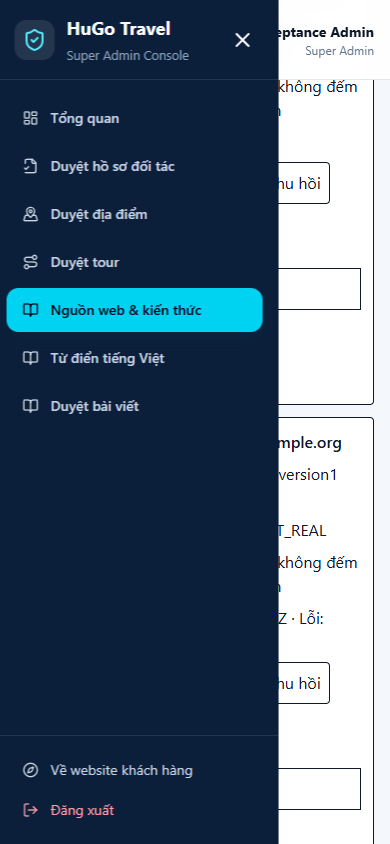 HuGo Travel
Super Admin Console
eptance Admin
Super Admin
không đếm
Tổng quan
Duyệt hồ sơ đối tác
hu hồi
Duyệt địa điểm
Duyệt tour
Nguồn web & kiến thức
Từ điển tiếng Việt
Duyệt bài viết
mple.org
version1
T_REAL
không đếm
Z · Lỗi:
hu hồi
Về website khách hàng
Đăng xuất